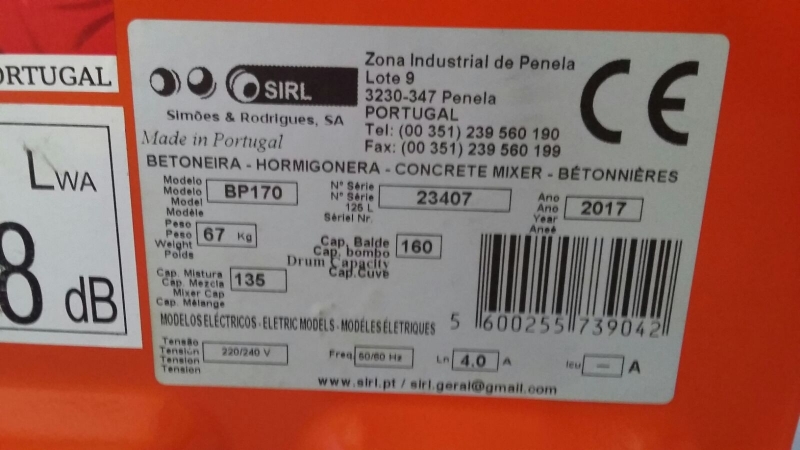 ORTUGAL
LWA
8 dB
SIRL
Simões & Rodrigues, SA
Made in Portugal
Zona Industrial de Penela
Lote 9
3230-347 Penela
PORTUGAL
Tel: (00 351) 239 560 190
Fax: (00 351) 239 560 199
CE
BETONEIRA - HORMIGONERA - CONCRETE MIXER - BÉTONNIÈRES
Modelo
Modelo
Model
Modèle
BP170
Nº Série
Nº Série
125 L
Sériel Nr.
23407
Ano
Ano
Year
Aneé
2017
Peso
Peso
Weight
Poids
67 Kg
Cap. Balde
Cap. bombo
Drum Capacity
Cap.Cuve
160
Cap. Mistura
Cap. Mezcla
Mixer Cap
Cap. Mélange
135
5 600255 739042
MODELOS ELÉCTRICOS - ELETRIC MODELS - MODÈLES ÉLETRIQUES
Tensão
Tensiún
Tension
Tension
220/240 V
Freq 50/60 Hz
Ln 4.0 A
Ieu — A
www.sirl.pt / sirl.geral@gmail.com